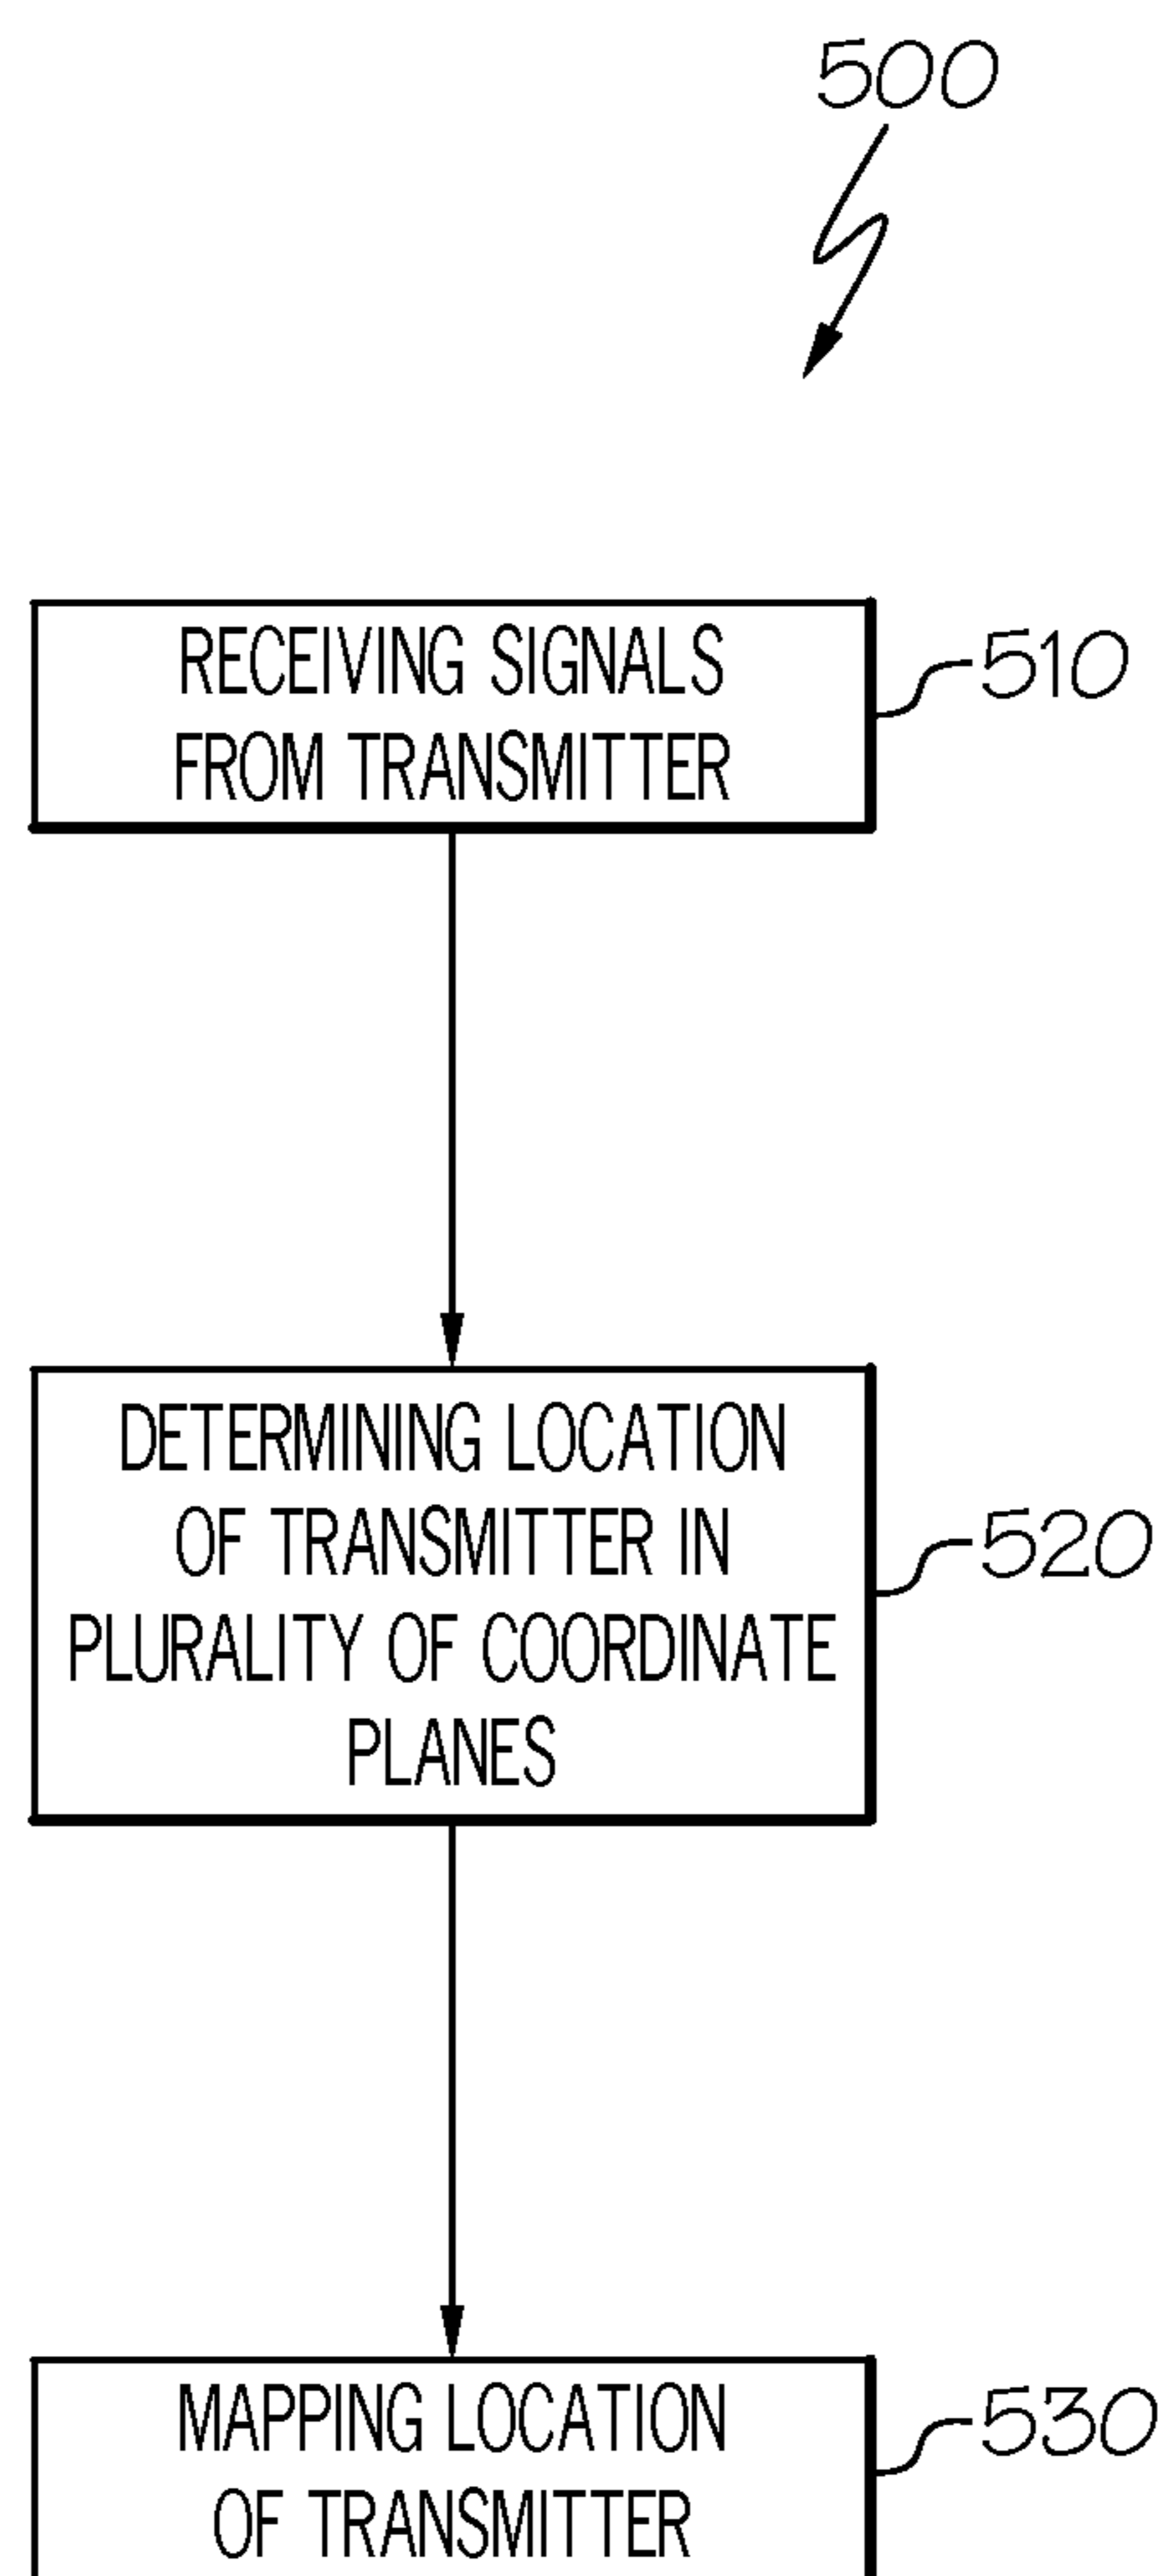 500
RECEIVING SIGNALS
FROM TRANSMITTER
510
DETERMINING LOCATION
OF TRANSMITTER IN
PLURALITY OF COORDINATE
PLANES
520
MAPPING LOCATION
OF TRANSMITTER
530